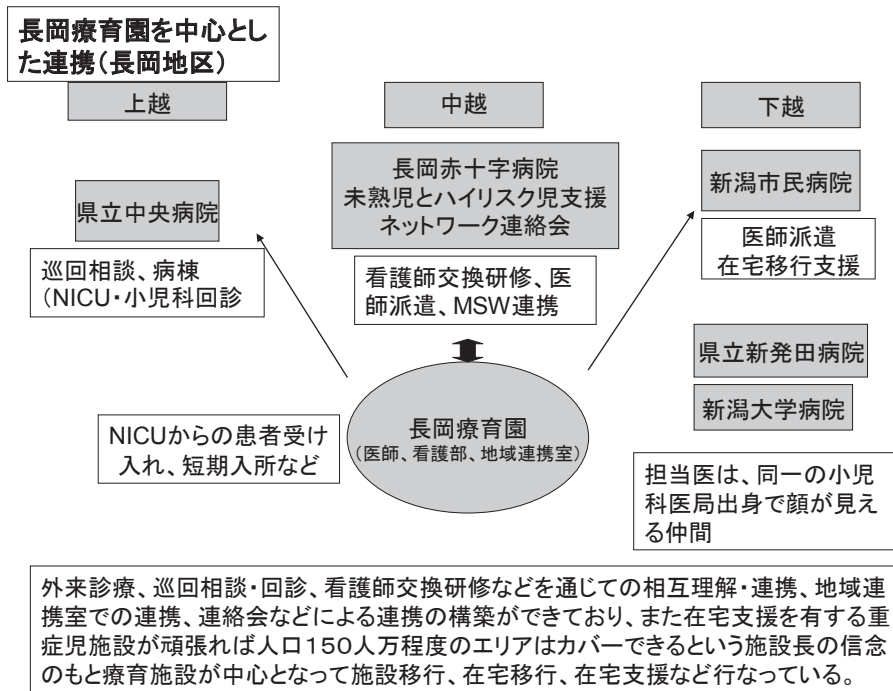 長岡療育園を中心とし
た連携(長岡地区)
上越
中越
下越
県立中央病院
巡回相談、病棟
(NICU・小児科回診
長岡赤十字病院
未熟児とハイリスク児支援
ネットワーク連絡会
看護師交換研修、医
師派遣、MSW連携
新潟市民病院
医師派遣
在宅移行支援
県立新発田病院
新潟大学病院
NICUからの患者受け
入れ、短期入所など
長岡療育園
(医師、看護部、地域連携室)
担当医は、同一の小児
科医局出身で顔が見え
る仲間
外来診療、巡回相談・回診、看護師交換研修などを通じての相互理解・連携、地域連
携室での連携、連絡会などによる連携の構築ができており、また在宅支援を有する重
症児施設が頑張れば人口150人万程度のエリアはカバーできるという施設長の信念
のもと療育施設が中心となって施設移行、在宅移行、在宅支援など行なっている。